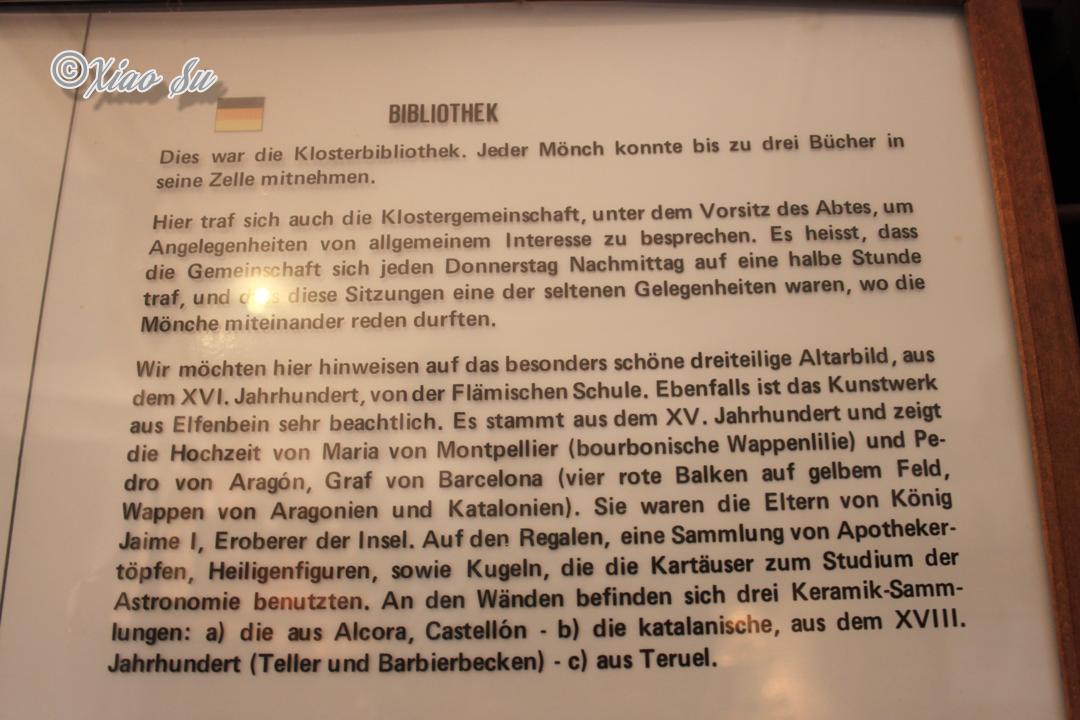 ©Xiao Su
BIBLIOTHEK
Dies war die Klosterbibliothek. Jeder Mönch konnte bis zu drei Bücher in
seine Zelle mitnehmen.
Hier traf sich auch die Klostergemeinschaft, unter dem Vorsitz des Abtes, um
Angelegenheiten von allgemeinem Interesse zu besprechen. Es heisst, dass
die Gemeinschaft sich jeden Donnerstag Nachmittag auf eine halbe Stunde
traf, und dass diese Sitzungen eine der seltenen Gelegenheiten waren, wo die
Mönche miteinander reden durften.
Wir möchten hier hinweisen auf das besonders schöne dreiteilige Altarbild, aus
dem XVI. Jahrhundert, von der Flämischen Schule. Ebenfalls ist das Kunstwerk
aus Elfenbein sehr beachtlich. Es stammt aus dem XV. Jahrhundert und zeigt
die Hochzeit von Maria von Montpellier (bourbonische Wappenlilie) und Pe-
dro von Aragón, Graf von Barcelona (vier rote Balken auf gelbem Feld,
Wappen von Aragonien und Katalonien). Sie waren die Eltern von König
Jaime I, Eroberer der Insel. Auf den Regalen, eine Sammlung von Apotheker-
töpfen, Heiligenfiguren, sowie Kugeln, die die Kartäuser zum Studium der
Astronomie benutzten. An den Wänden befinden sich drei Keramik-Samm-
lungen: a) die aus Alcora, Castellón - b) die katalanische, aus dem XVIII.
Jahrhundert (Teller und Barbierbecken) - c) aus Teruel.